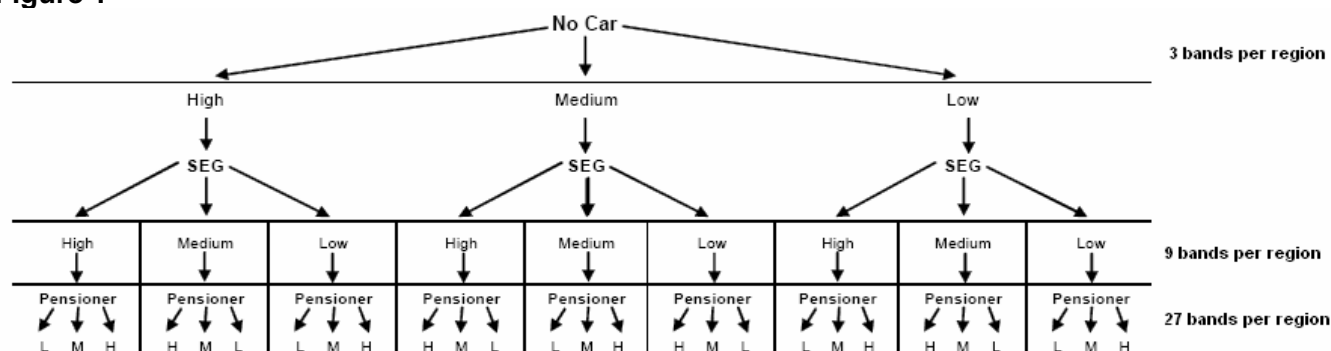 No Car
3 bands per region
High Medium Low
SEG SEG SEG
High Medium Low High Medium Low High Medium Low
9 bands per region
Pensioner Pensioner Pensioner Pensioner Pensioner Pensioner Pensioner Pensioner Pensioner
27 bands per region
L M H H M L L M H H M L L M H H M L L M H H M L L M H